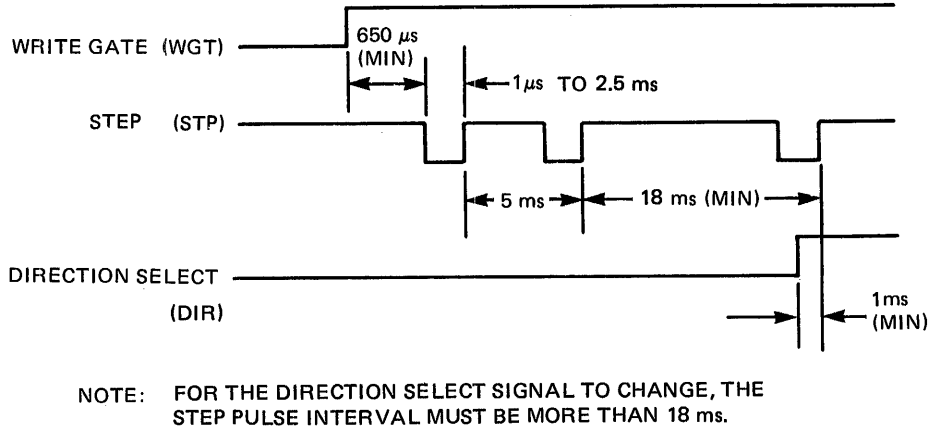 WRITE GATE (WGT)
650 µs
(MIN)
1µs TO 2.5 ms
STEP (STP)
5 ms
18 ms (MIN)
DIRECTION SELECT
(DIR)
1ms
(MIN)
NOTE: FOR THE DIRECTION SELECT SIGNAL TO CHANGE, THE
STEP PULSE INTERVAL MUST BE MORE THAN 18 ms.